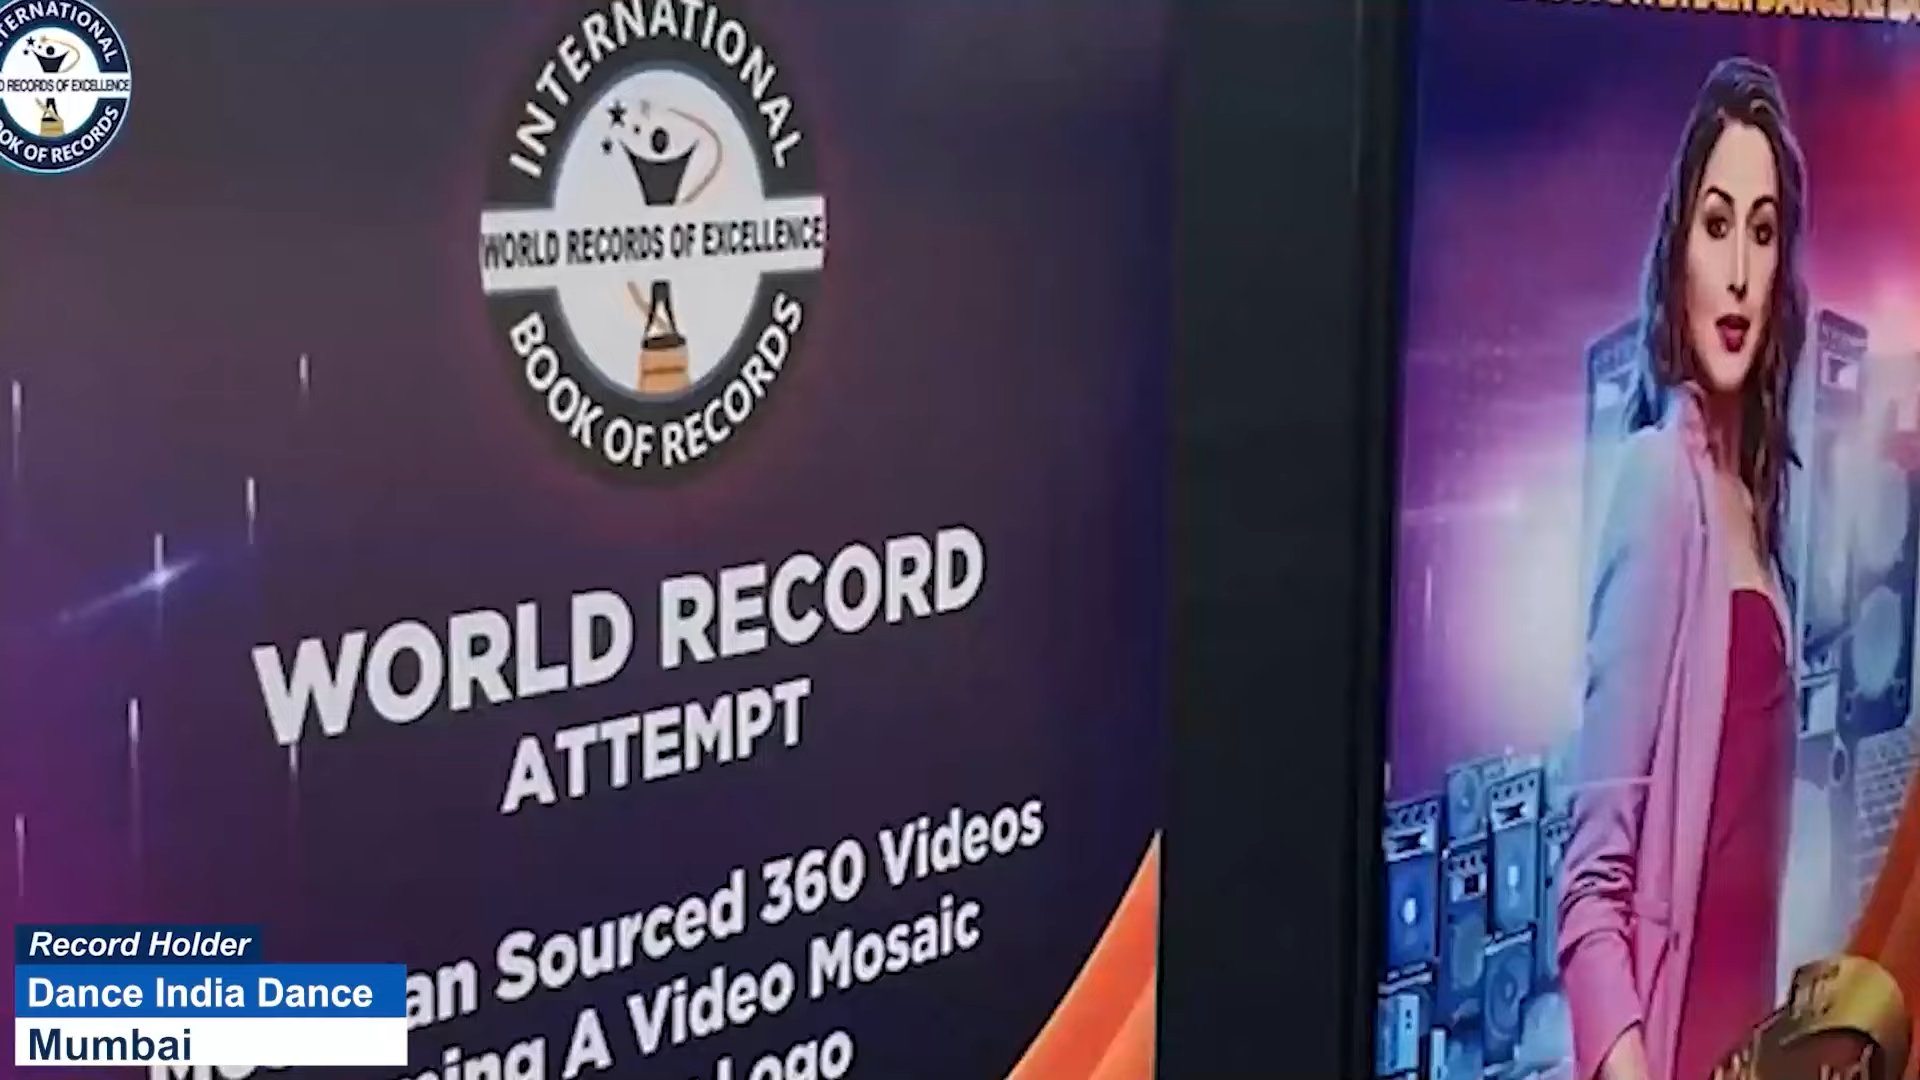 INTERNATIONAL
D RECORDS OF EXCELLENCE
BOOK OF RECORDS
INTERNATIONAL
WORLD RECORDS OF EXCELLENCE
BOOK OF RECORDS
WORLD RECORD
ATTEMPT
an Sourced 360 Videos
ing A Video Mosaic
Logo
Record Holder
Dance India Dance
Mumbai